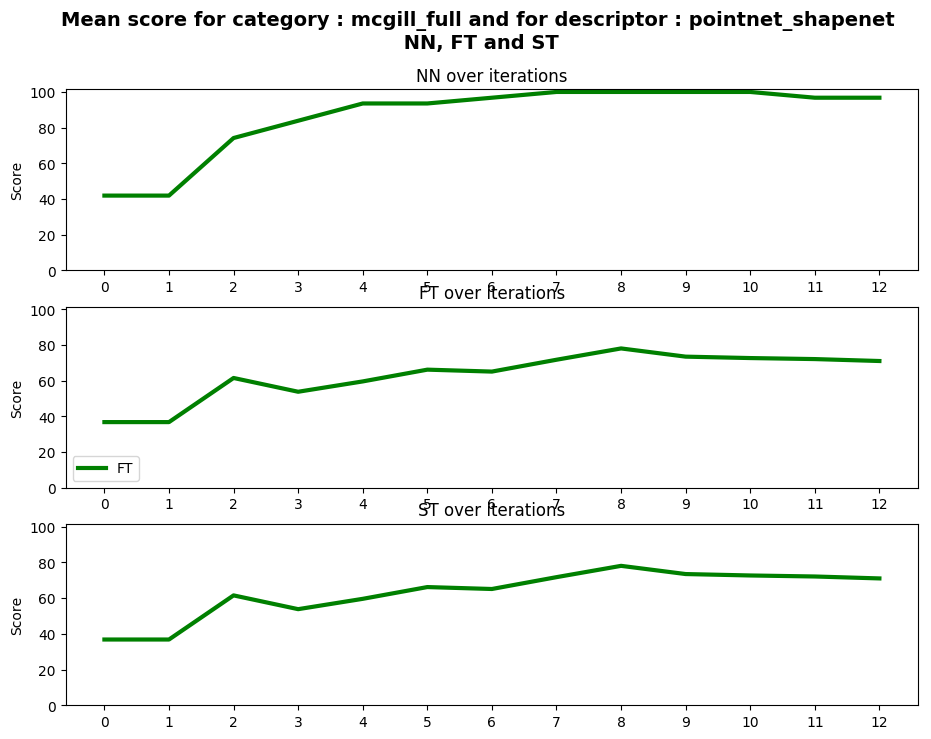 Mean score for category : mcgill_full and for descriptor : pointnet_shapenet
NN, FT and ST
NN over iterations
100
80
60
40
20
0
Score
0 1 2 3 4 5 6 7 8 9 10 11 12
FT over iterations
100
80
60
40
20
0
Score
FT
0 1 2 3 4 5 6 7 8 9 10 11 12
ST over iterations
100
80
60
40
20
0
Score
0 1 2 3 4 5 6 7 8 9 10 11 12